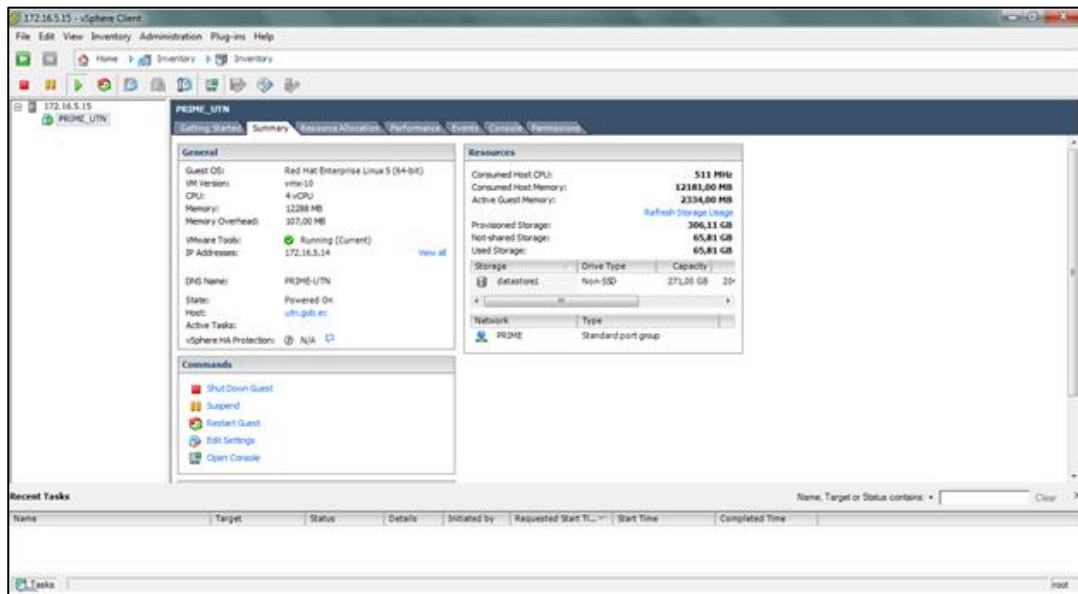 172.16.5.15 - vSphere Client
File Edit View Inventory Administration Plug-ins Help
Home Inventory Inventory
172.16.5.15
PRIME_UTN
PRIME_UTN
Getting Started Summary Resource Allocation Performance Events Console Permissions
General
Guest OS: Red Hat Enterprise Linux 5 (64-bit)
VM Version: vmx-10
CPU: 4 vCPU
Memory: 12288 MB
Memory Overhead: 107,00 MB
VMware Tools: Running (Current)
IP Addresses: 172.16.5.14 View all
DNS Name: PRIME-UTN
State: Powered On
Host: utn.gob.ec
Active Tasks:
vSphere HA Protection: N/A
Commands
Shut Down Guest
Suspend
Restart Guest
Edit Settings
Open Console
Resources
Consumed Host CPU: 511 MHz
Consumed Host Memory: 12181,00 MB
Active Guest Memory: 2334,00 MB
Refresh Storage Usage
Provisioned Storage: 306,11 GB
Not-shared Storage: 65,81 GB
Used Storage: 65,81 GB
Storage Drive Type Capacity
datastore1 Non-SSD 271,00 GB 20
Network Type
PRIME Standard port group
Recent Tasks
Name, Target or Status contains: Clear
Name Target Status Details Initiated by Requested Start Ti... Start Time Completed Time
Tasks
root